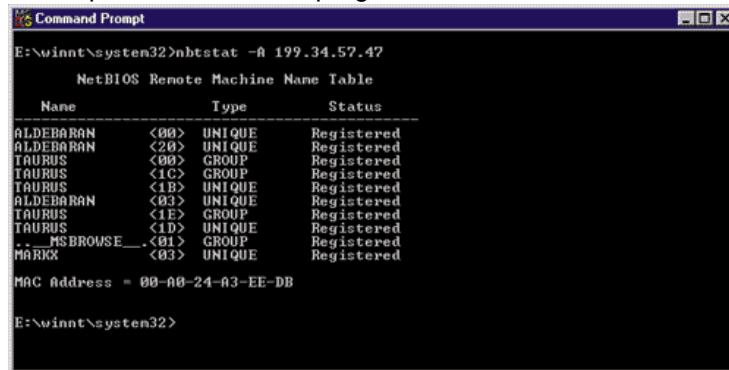 Command Prompt
E:\winnt\system32>nbtstat -A 199.34.57.47
NetBIOS Remote Machine Name Table
Name Type Status
---------------------------------------------
ALDEBARAN <00> UNIQUE Registered
ALDEBARAN <20> UNIQUE Registered
TAURUS <00> GROUP Registered
TAURUS <1C> GROUP Registered
TAURUS <1B> UNIQUE Registered
ALDEBARAN <03> UNIQUE Registered
TAURUS <1E> GROUP Registered
TAURUS <1D> UNIQUE Registered
..__MSBROWSE__.<01> GROUP Registered
MARKX <03> UNIQUE Registered
MAC Address = 00-A0-24-A3-EE-DB
E:\winnt\system32>